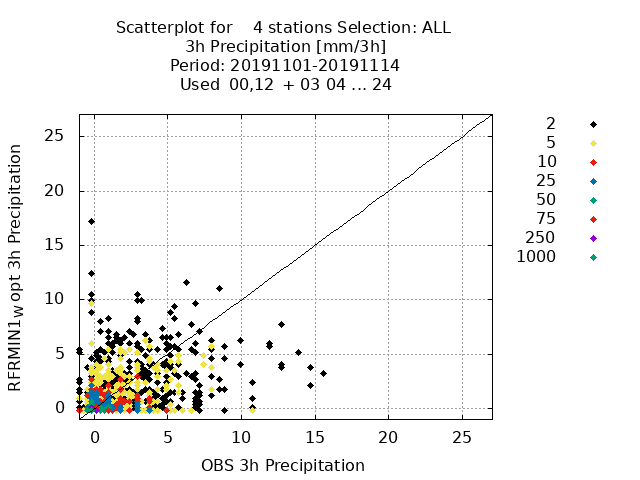 Scatterplot for    4 stations Selection: ALL
3h Precipitation [mm/3h]
Period: 20191101-20191114
Used  00,12  + 03 04 ... 24
RFRMIN1W opt 3h Precipitation
25
20
15
10
5
0
0 5 10 15 20 25
OBS 3h Precipitation
2
5
10
25
50
75
250
1000